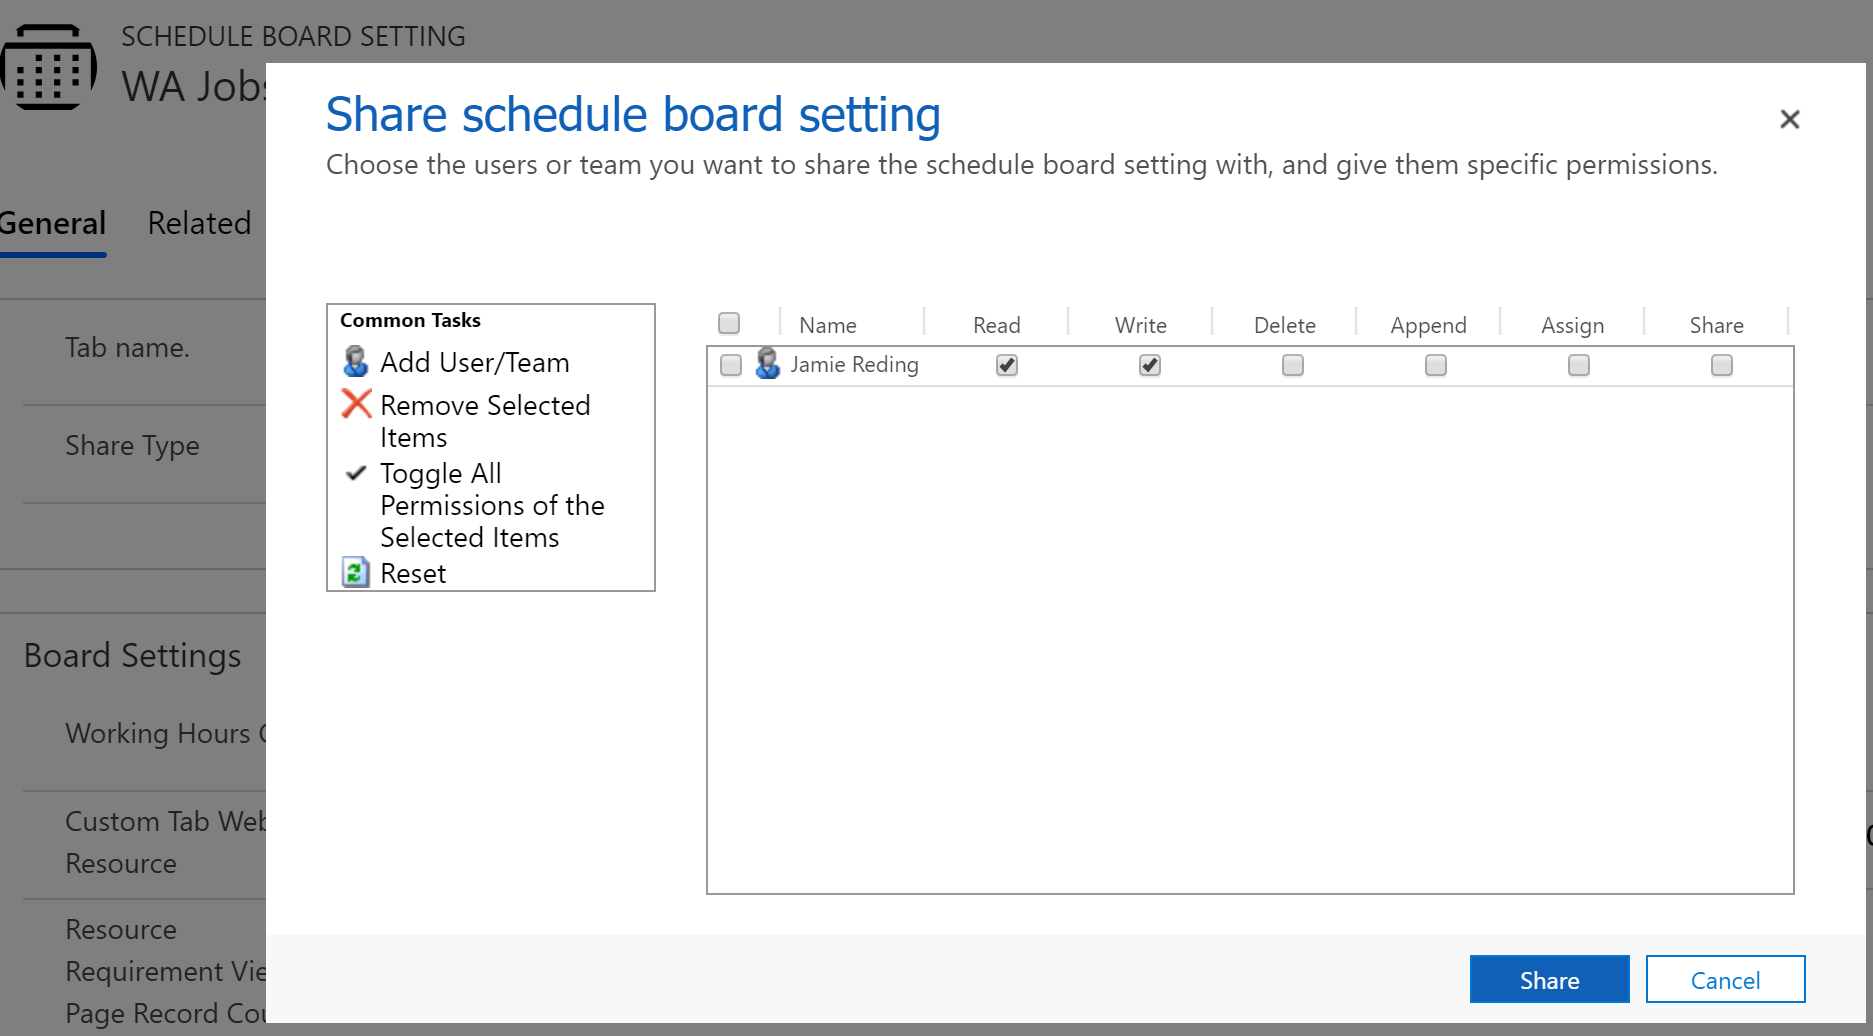 SCHEDULE BOARD SETTING
WA Jobs
General Related
Tab name.
Share Type
Board Settings
Working Hours
Custom Tab Web
Resource
Resource
Requirement
Page Record
Share schedule board setting
Choose the users or team you want to share the schedule board setting with, and give them specific permissions.
Common Tasks
Add User/Team
Remove Selected
Items
Toggle All
Permissions of the
Selected Items
Reset
Name Read Write Delete Append Assign Share
Jamie Reding
Share Cancel